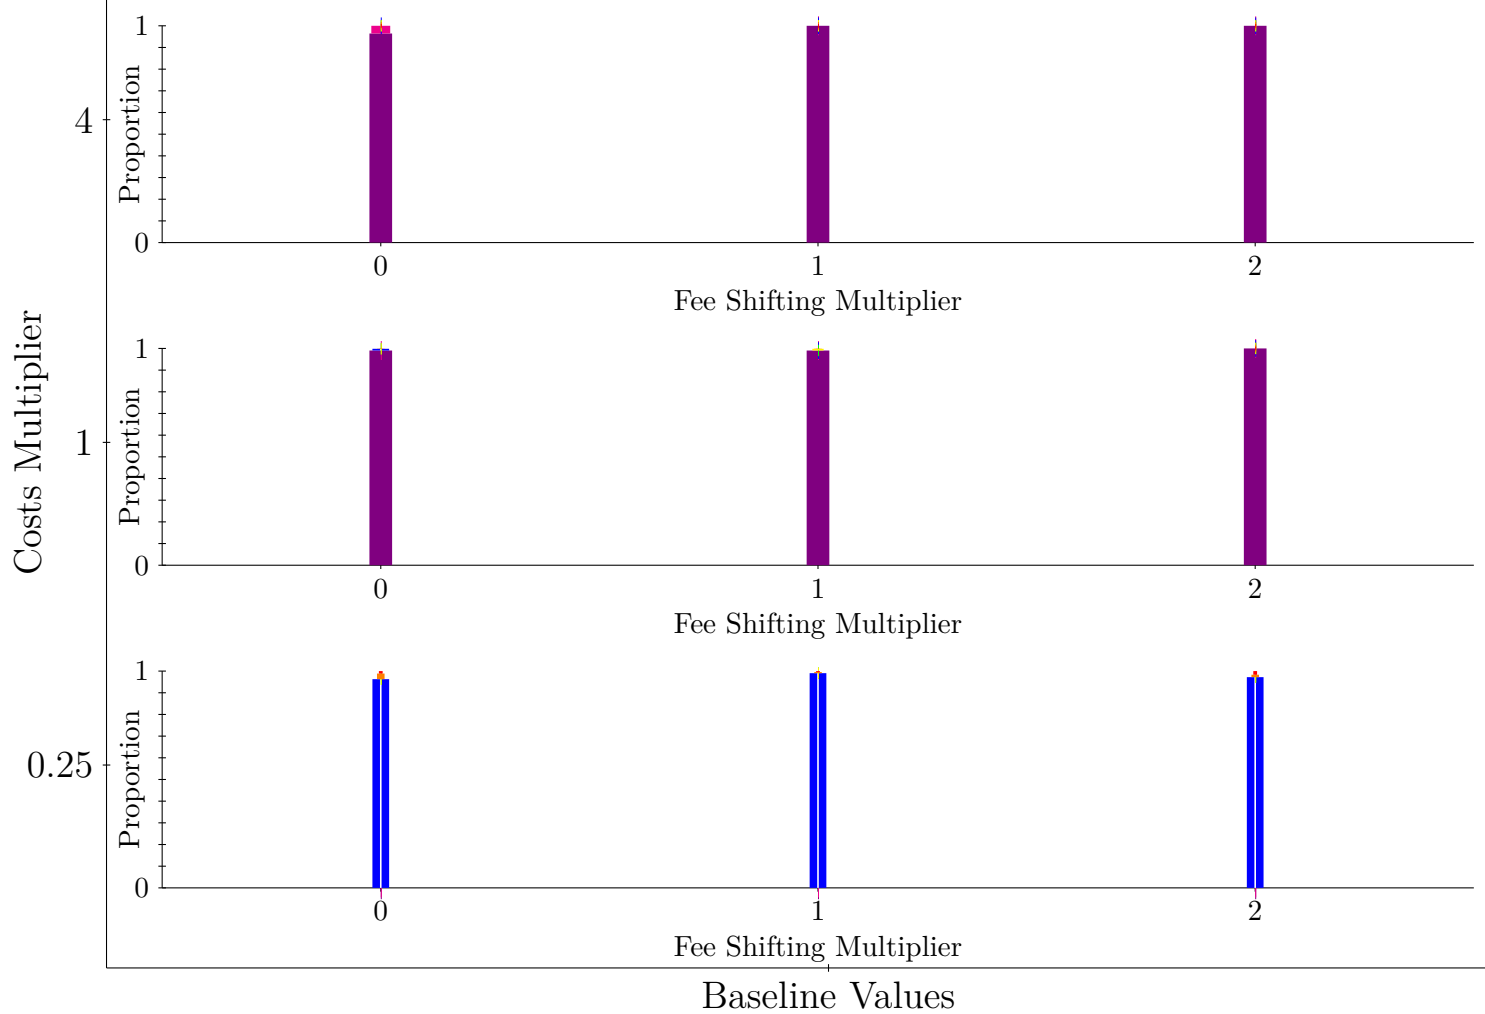 Costs Multiplier
4
Proportion
1
0
0 1 2
Fee Shifting Multiplier
1
Proportion
1
0
0 1 2
Fee Shifting Multiplier
0.25
Proportion
1
0
0 1 2
Fee Shifting Multiplier
Baseline Values